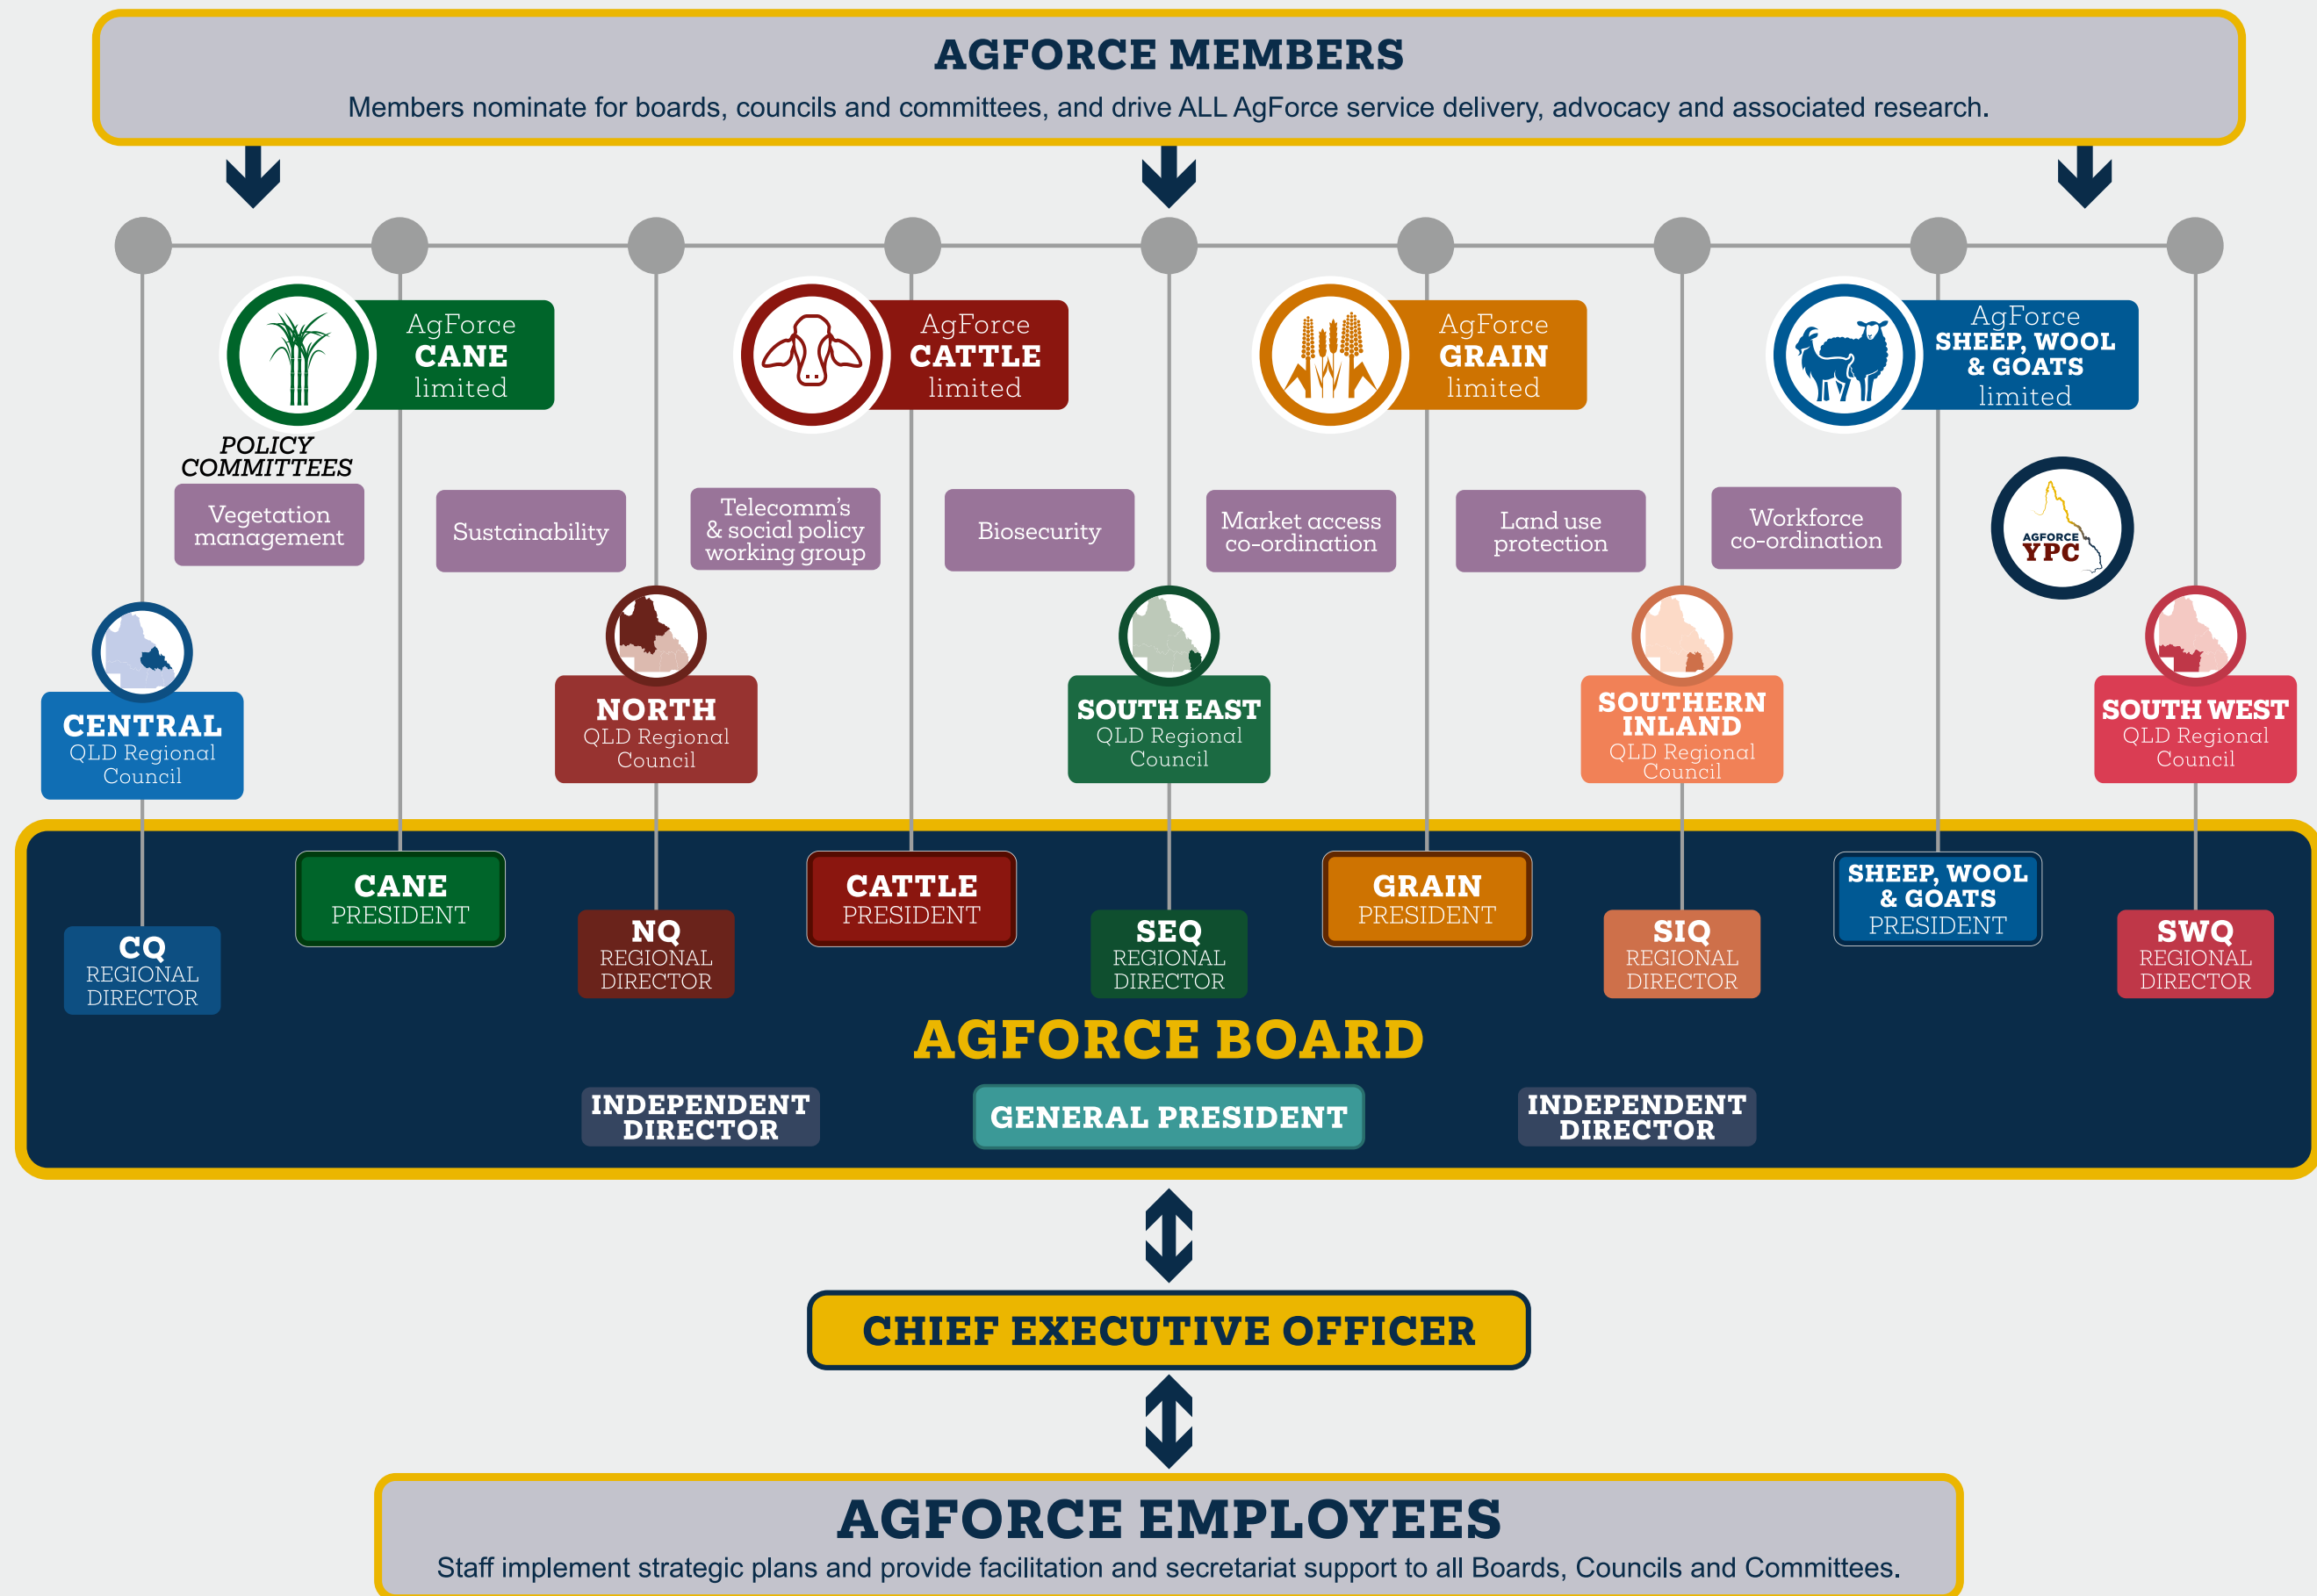 AGFORCE MEMBERS
Members nominate for boards, councils and committees, and drive ALL AgForce service delivery, advocacy and associated research.
AgForce
CANE
limited
AgForce
CATTLE
limited
AgForce
GRAIN
limited
AgForce
SHEEP, WOOL
& GOATS
limited
POLICY
COMMITTEES
Vegetation
management
Sustainability
Telecomm's
& social policy
working group
Biosecurity
Market access
co-ordination
Land use
protection
Workforce
co-ordination
AGFORCE
YPC
CENTRAL
QLD Regional
Council
NORTH
QLD Regional
Council
SOUTH EAST
QLD Regional
Council
SOUTHERN
INLAND
QLD Regional
Council
SOUTH WEST
QLD Regional
Council
CANE
PRESIDENT
CATTLE
PRESIDENT
GRAIN
PRESIDENT
SHEEP, WOOL
& GOATS
PRESIDENT
CQ
REGIONAL
DIRECTOR
NQ
REGIONAL
DIRECTOR
SEQ
REGIONAL
DIRECTOR
SIQ
REGIONAL
DIRECTOR
SWQ
REGIONAL
DIRECTOR
AGFORCE BOARD
INDEPENDENT
DIRECTOR
GENERAL PRESIDENT
INDEPENDENT
DIRECTOR
CHIEF EXECUTIVE OFFICER
AGFORCE EMPLOYEES
Staff implement strategic plans and provide facilitation and secretariat support to all Boards, Councils and Committees.